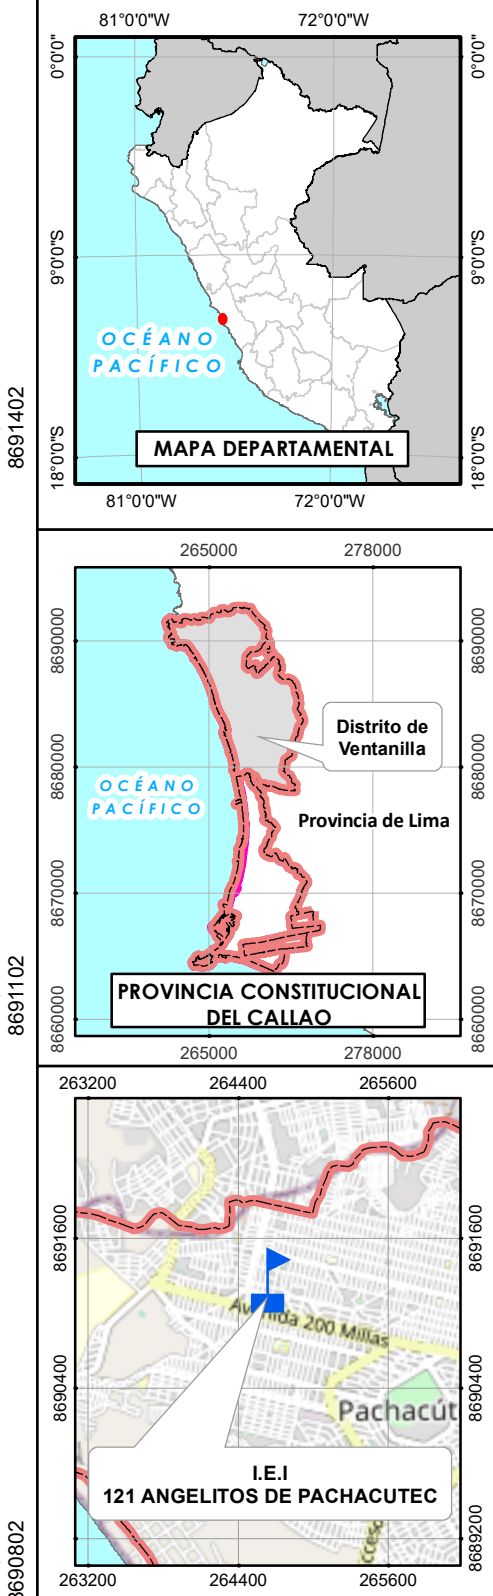 81°0'0"W
72°0'0"W
0°0'0"
9°0'0"S
18°0'0"S
0°0'0"
9°0'0"S
18°0'0"S
OCÉANO
PACÍFICO
MAPA DEPARTAMENTAL
81°0'0"W
72°0'0"W
8691402
265000
278000
8690000
8680000
8670000
8660000
8690000
8680000
8670000
8660000
Distrito de
Ventanilla
OCÉANO
PACÍFICO
Provincia de Lima
PROVINCIA CONSTITUCIONAL
DEL CALLAO
265000
278000
8691102
263200
264400
265600
8691600
8690400
8691600
8690400
8689200
Avenida 200 Millas
Pachacút
I.E.I
121 ANGELITOS DE PACHACUTEC
263200
264400
265600
8690802